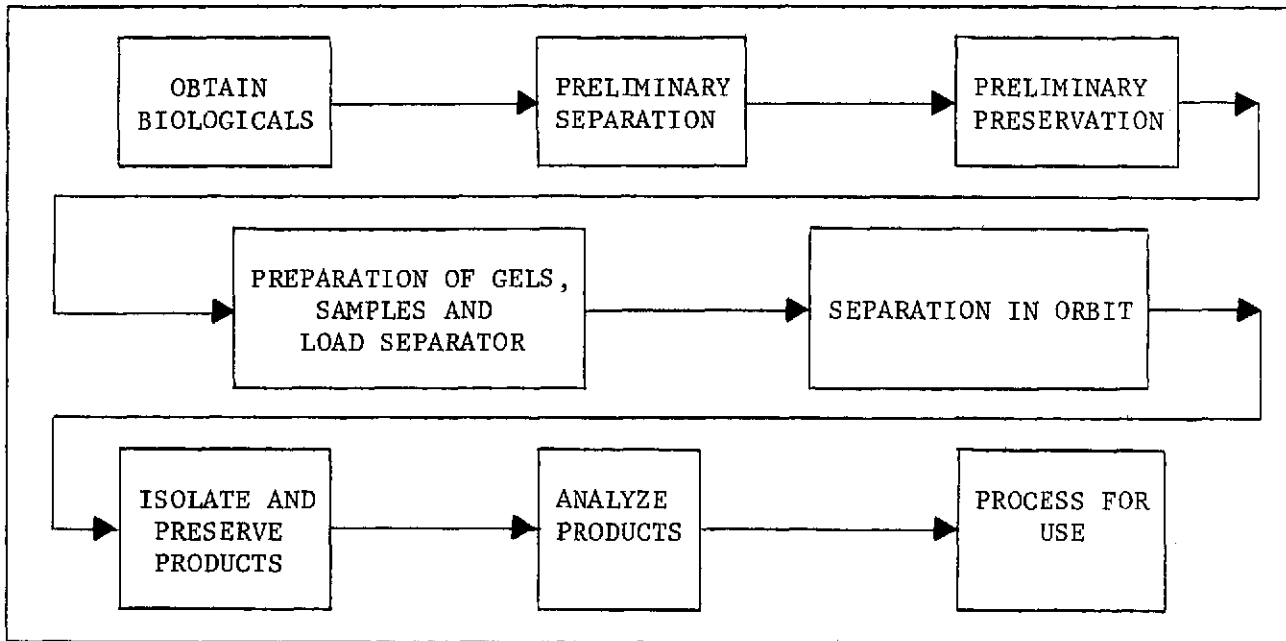 OBTAIN
BIOLOGICALS
PRELIMINARY
SEPARATION
PRELIMINARY
PRESERVATION
PREPARATION OF GELS,
SAMPLES AND
LOAD SEPARATOR
SEPARATION IN ORBIT
ISOLATE AND
PRESERVE
PRODUCTS
ANALYZE
PRODUCTS
PROCESS FOR
USE